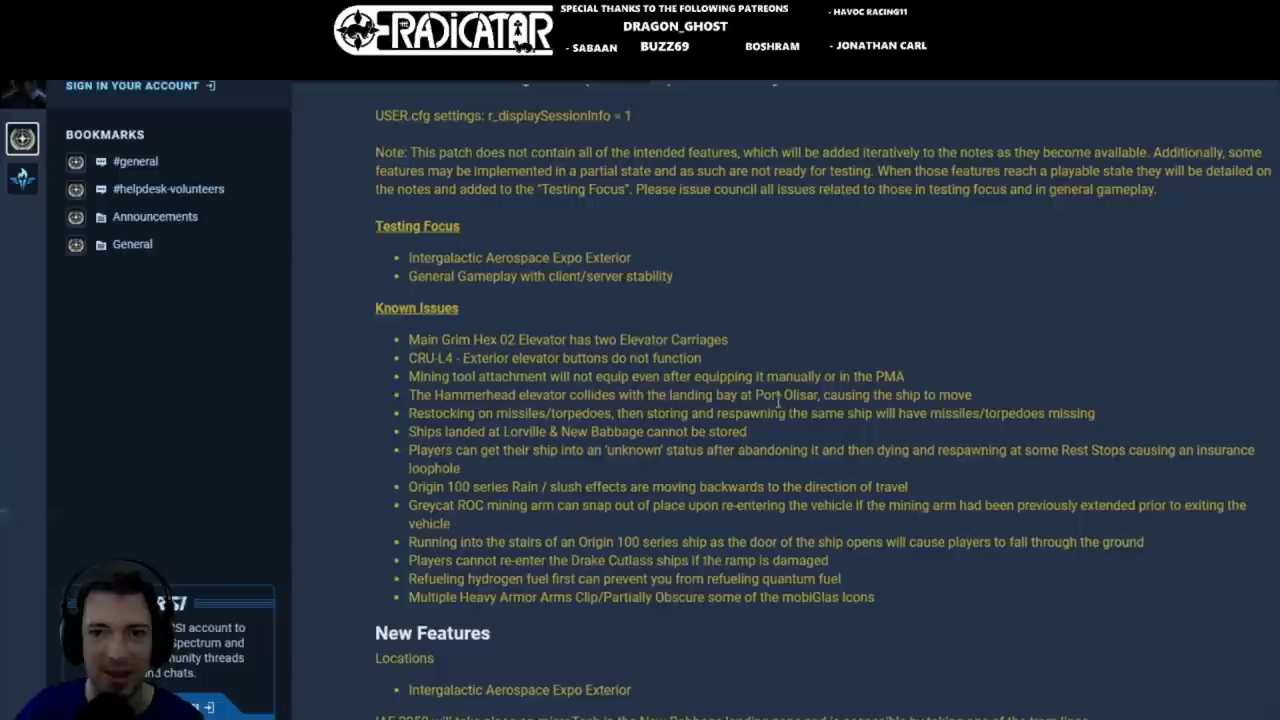 ERADICATOR
SPECIAL THANKS TO THE FOLLOWING PATREONS
DRAGON_GHOST
- SABAAN
BUZZ69
BOSHRAM
- HAVOC RACING11
- JONATHAN CARL
SIGN IN YOUR ACCOUNT
BOOKMARKS
#general
#helpdesk-volunteers
Announcements
General
USER.cfg settings: r_displaySessionInfo = 1
Note: This patch does not contain all of the intended features, which will be added iteratively to the notes as they become available. Additionally, some
features may be implemented in a partial state and as such are not ready for testing. When those features reach a playable state they will be detailed on
the notes and added to the "Testing Focus". Please issue council all issues related to those in testing focus and in general gameplay.
Testing Focus
• Intergalactic Aerospace Expo Exterior
• General Gameplay with client/server stability
Known Issues
• Main Grim Hex 02 Elevator has two Elevator Carriages
• CRU-L4 - Exterior elevator buttons do not function
• Mining tool attachment will not equip even after equipping it manually or in the PMA
• The Hammerhead elevator collides with the landing bay at Port Olisar, causing the ship to move
• Restocking on missiles/torpedoes, then storing and respawning the same ship will have missiles/torpedoes missing
• Ships landed at Lorville & New Babbage cannot be stored
• Players can get their ship into an 'unknown' status after abandoning it and then dying and respawning at some Rest Stops causing an insurance
loophole
• Origin 100 series Rain / slush effects are moving backwards to the direction of travel
• Greycat ROC mining arm can snap out of place upon re-entering the vehicle if the mining arm had been previously extended prior to exiting the
vehicle
• Running into the stairs of an Origin 100 series ship as the door of the ship opens will cause players to fall through the ground
• Players cannot re-enter the Drake Cutlass ships if the ramp is damaged
• Refueling hydrogen fuel first can prevent you from refueling quantum fuel
• Multiple Heavy Armor Arms Clip/Partially Obscure some of the mobiGlas Icons
New Features
Locations
• Intergalactic Aerospace Expo Exterior
RSI account to
Spectrum and
munity threads
nd chats.